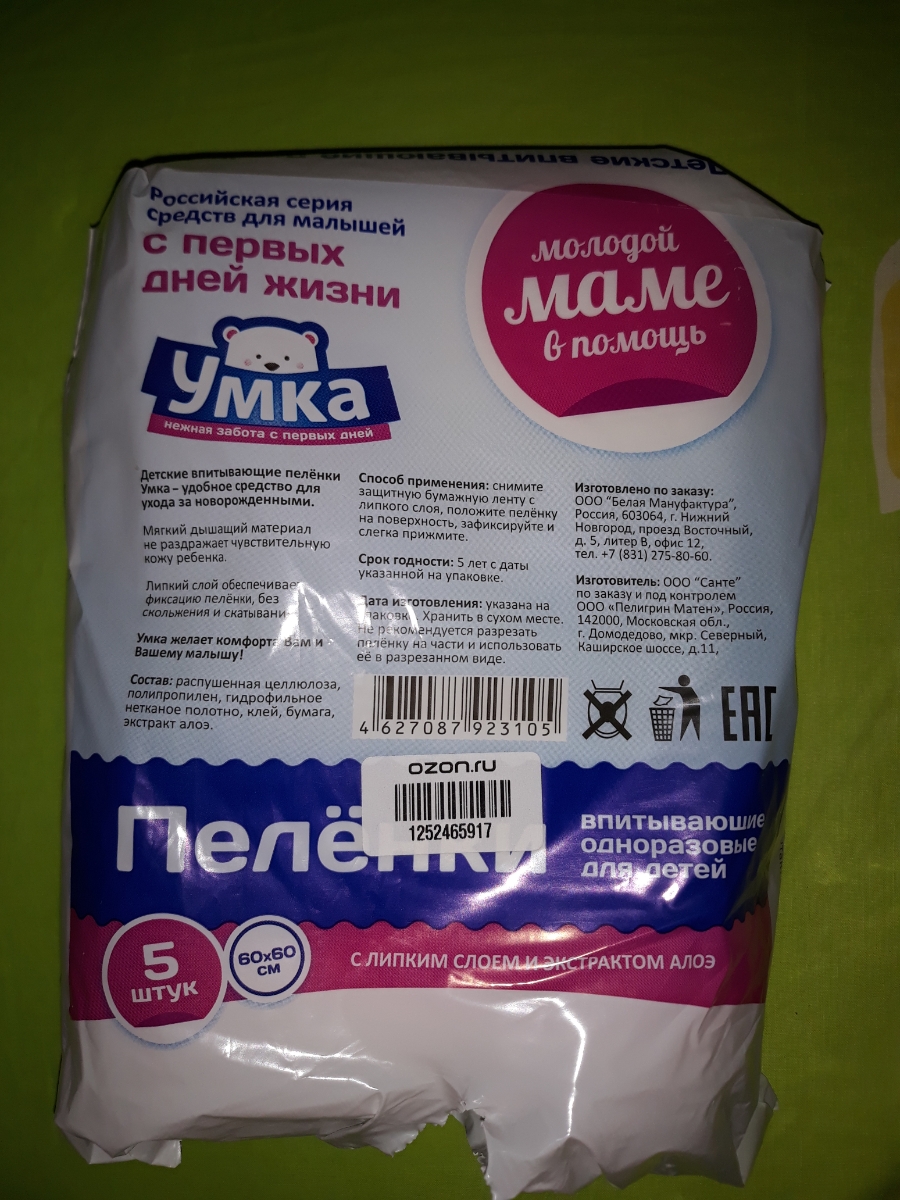 Детские впитывающие
Российская серия
средств для малышей
с первых
дней жизни
молодой
маме
в помощь
Умка
нежная забота с первых дней
Детские впитывающие пелёнки
Умка – удобное средство для
ухода за новорожденными.
Мягкий дышащий материал
не раздражает чувствительную
кожу ребенка.
Липкий слой обеспечивает
фиксацию пелёнки, без
скольжения и скатывания
Умка желает комфорта Вам и
Вашему малышу!
Состав: распушенная целлюлоза,
полипропилен, гидрофильное
нетканое полотно, клей, бумага,
экстракт алоэ.
Способ применения: снимите
защитную бумажную ленту с
липкого слоя, положите пелёнку
на поверхность, зафиксируйте и
слегка прижмите.
Срок годности: 5 лет с даты
указанной на упаковке.
Дата изготовления: указана на
упаковке. Хранить в сухом месте.
Не рекомендуется разрезать
пелёнку на части и использовать
её в разрезанном виде.
Изготовлено по заказу:
ООО "Белая Мануфактура",
Россия, 603064, г. Нижний
Новгород, проезд Восточный,
д. 5, литер В, офис 12,
тел. +7 (831) 275-80-60.
Изготовитель: ООО "Санте"
по заказу и под контролем
ООО «Пелигрин Матен», Россия,
142000, Московская обл.,
г. Домодедово, мкр. Северный,
Каширское шоссе, д.11,
4 627087 923105
EAC
ozon.ru
1252465917
Пелёнки
впитывающие
одноразовые
для детей
5
штук
60х60
см
С ЛИПКИМ СЛОЕМ И ЭКСТРАКТОМ АЛОЭ